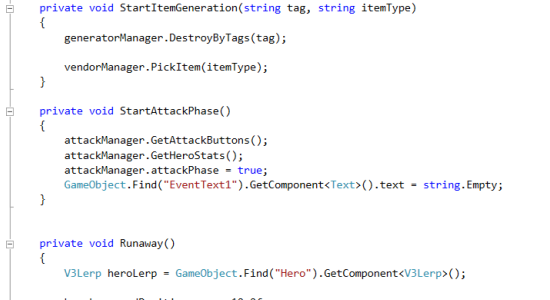 private void StartItemGeneration(string tag, string itemType)
{
generatorManager.DestroyByTags(tag);
vendorManager.PickItem(itemType);
}
private void StartAttackPhase()
{
attackManager.GetAttackButtons();
attackManager.GetHeroStats();
attackManager.attackPhase = true;
GameObject.Find("EventText1").GetComponent<Text>().text = string.Empty;
}
private void Runaway()
{
V3Lerp heroLerp = GameObject.Find("Hero").GetComponent<V3Lerp>();